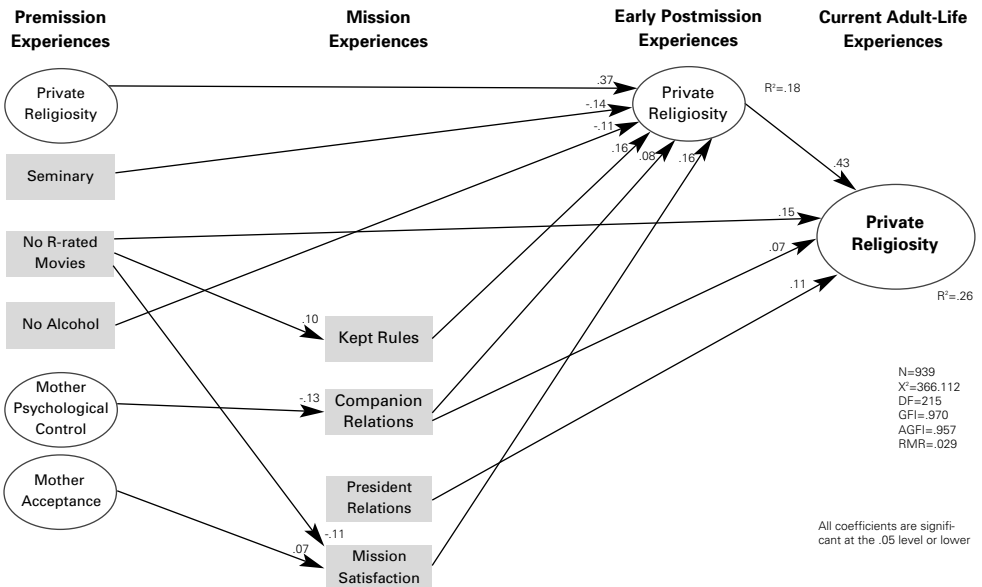 Premission
Experiences
Mission
Experiences
Early Postmission
Experiences
Current Adult-Life
Experiences
Private
Religiosity
Seminary
No R-rated
Movies
No Alcohol
Mother
Psychological
Control
Mother
Acceptance
.10
-.13
-.11
.07
Kept Rules
Companion
Relations
President
Relations
Mission
Satisfaction
.37
-.14
-.11
.16
.08
.16
Private
Religiosity
R²=.18
.43
.15
.07
.11
Private
Religiosity
R²=.26
N=939
X²=366.112
DF=215
GFI=.970
AGFI=.957
RMR=.029
All coefficients are signifi-
cant at the .05 level or lower